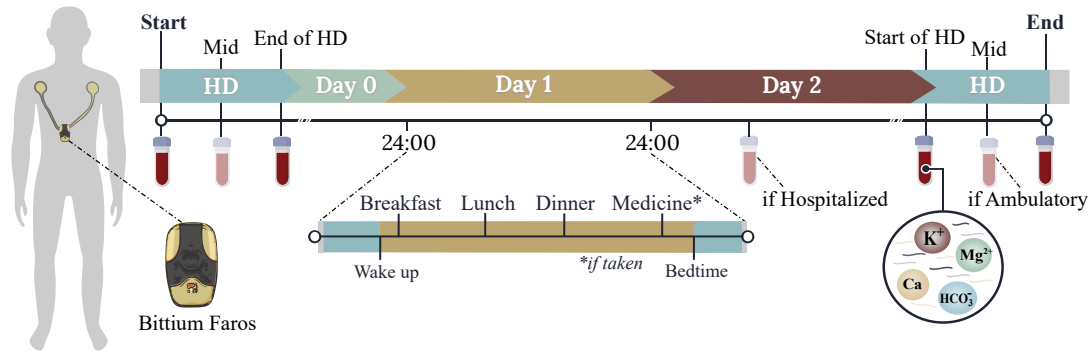 Start
Mid
End of HD
Start of HD
Mid
End
HD
Day 0
Day 1
Day 2
HD
24:00
24:00
if Hospitalized
if Ambulatory
Breakfast
Lunch
Dinner
Medicine*
Wake up
*if taken
Bedtime
K+
Mg2+
Ca
HCO3-
Bittium Faros